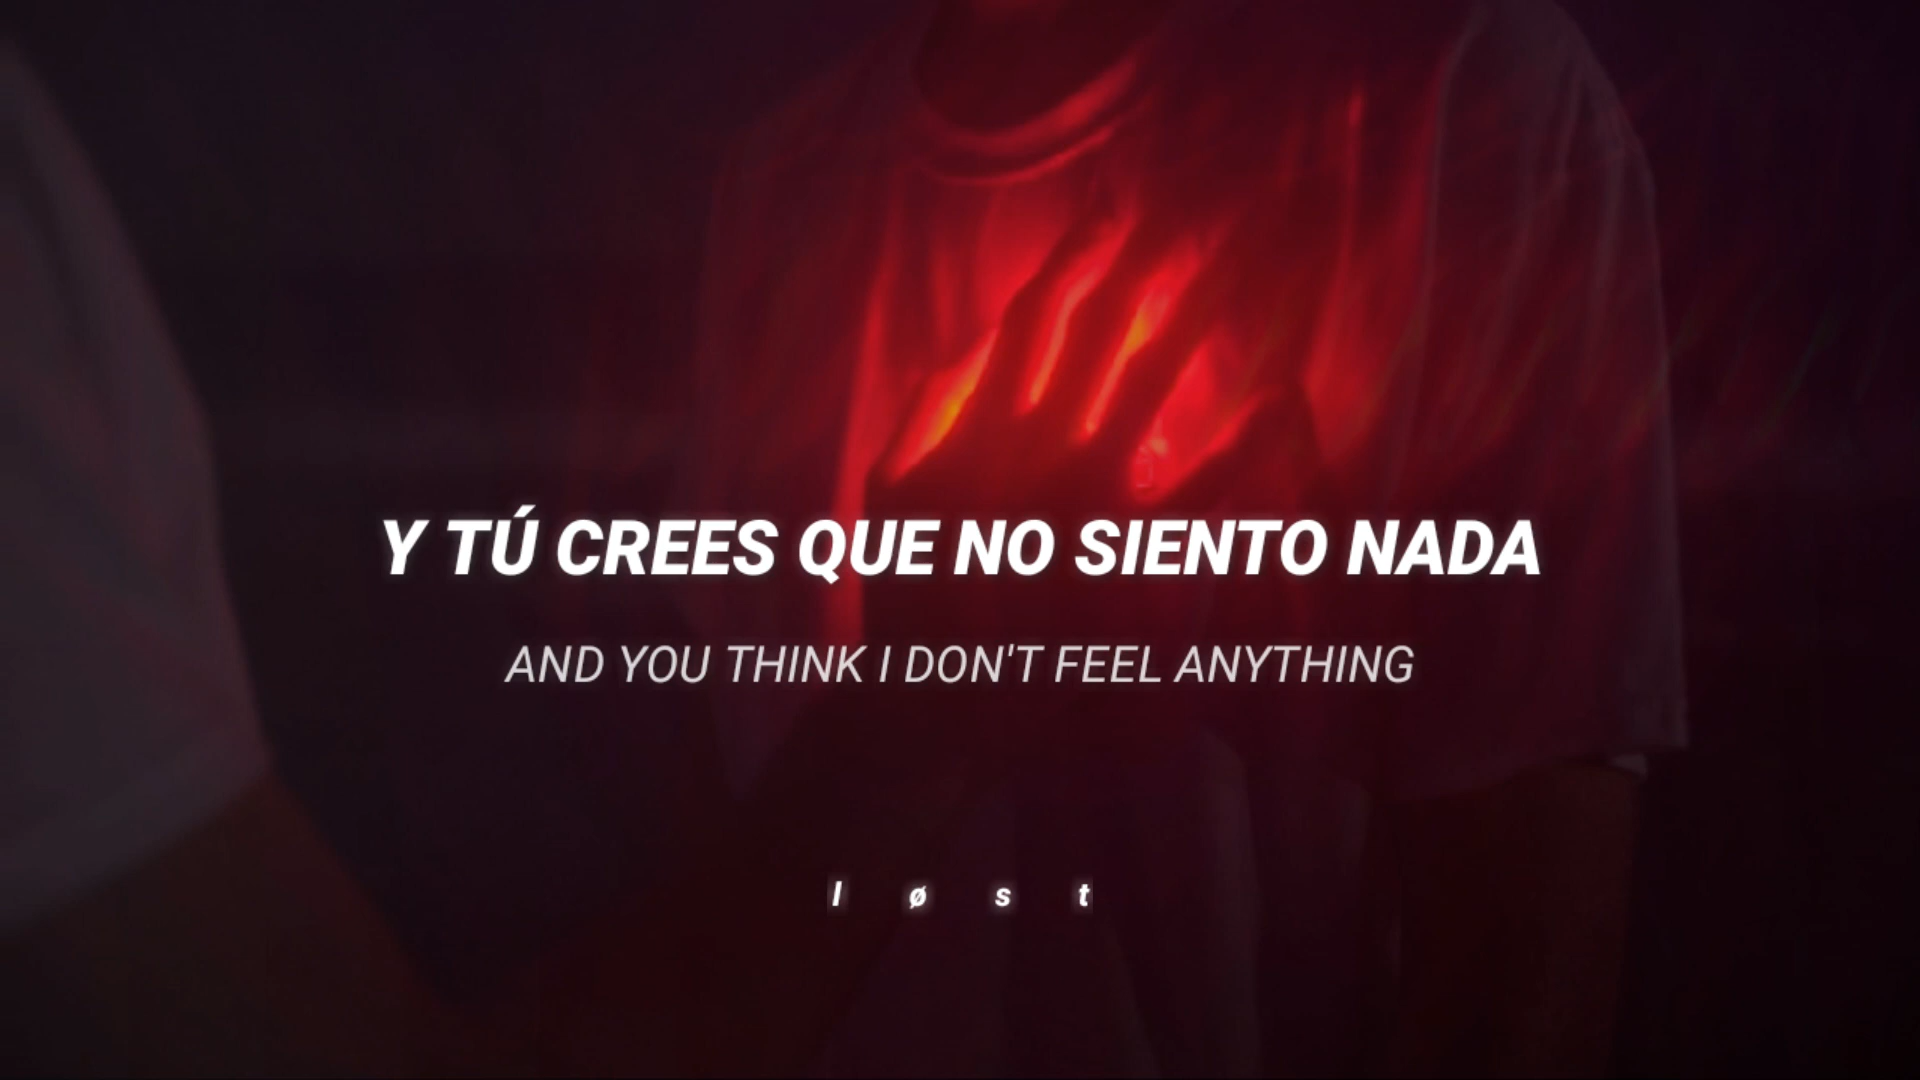 Y TÚ CREES QUE NO SIENTO NADA
AND YOU THINK I DON'T FEEL ANYTHING
l ø s t